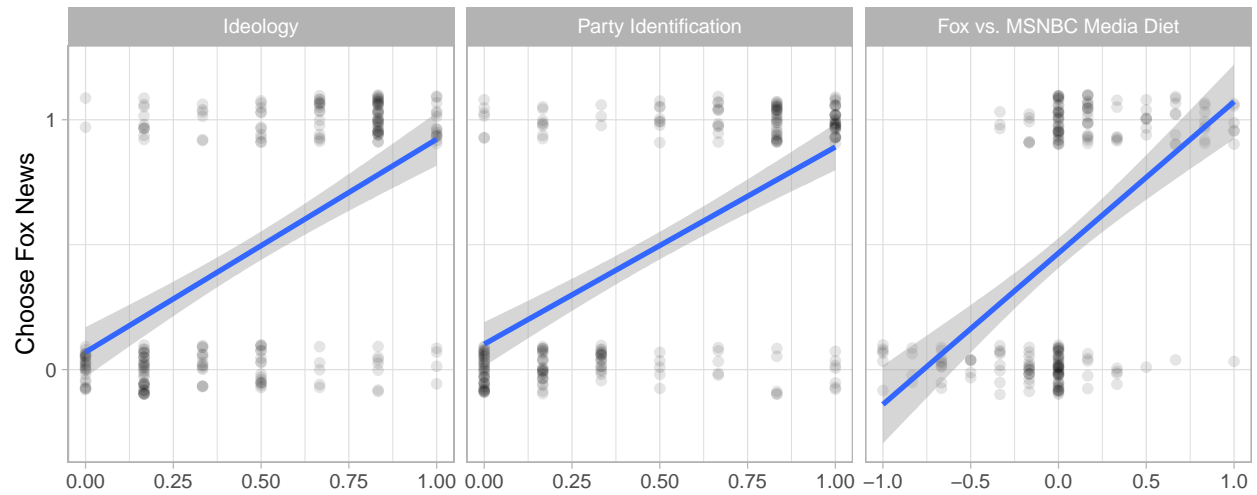 Ideology
Party Identification
Fox vs. MSNBC Media Diet
Choose Fox News
1
0
0.00 0.25 0.50 0.75 1.00
0.00 0.25 0.50 0.75 1.00
−1.0 −0.5 0.0 0.5 1.0